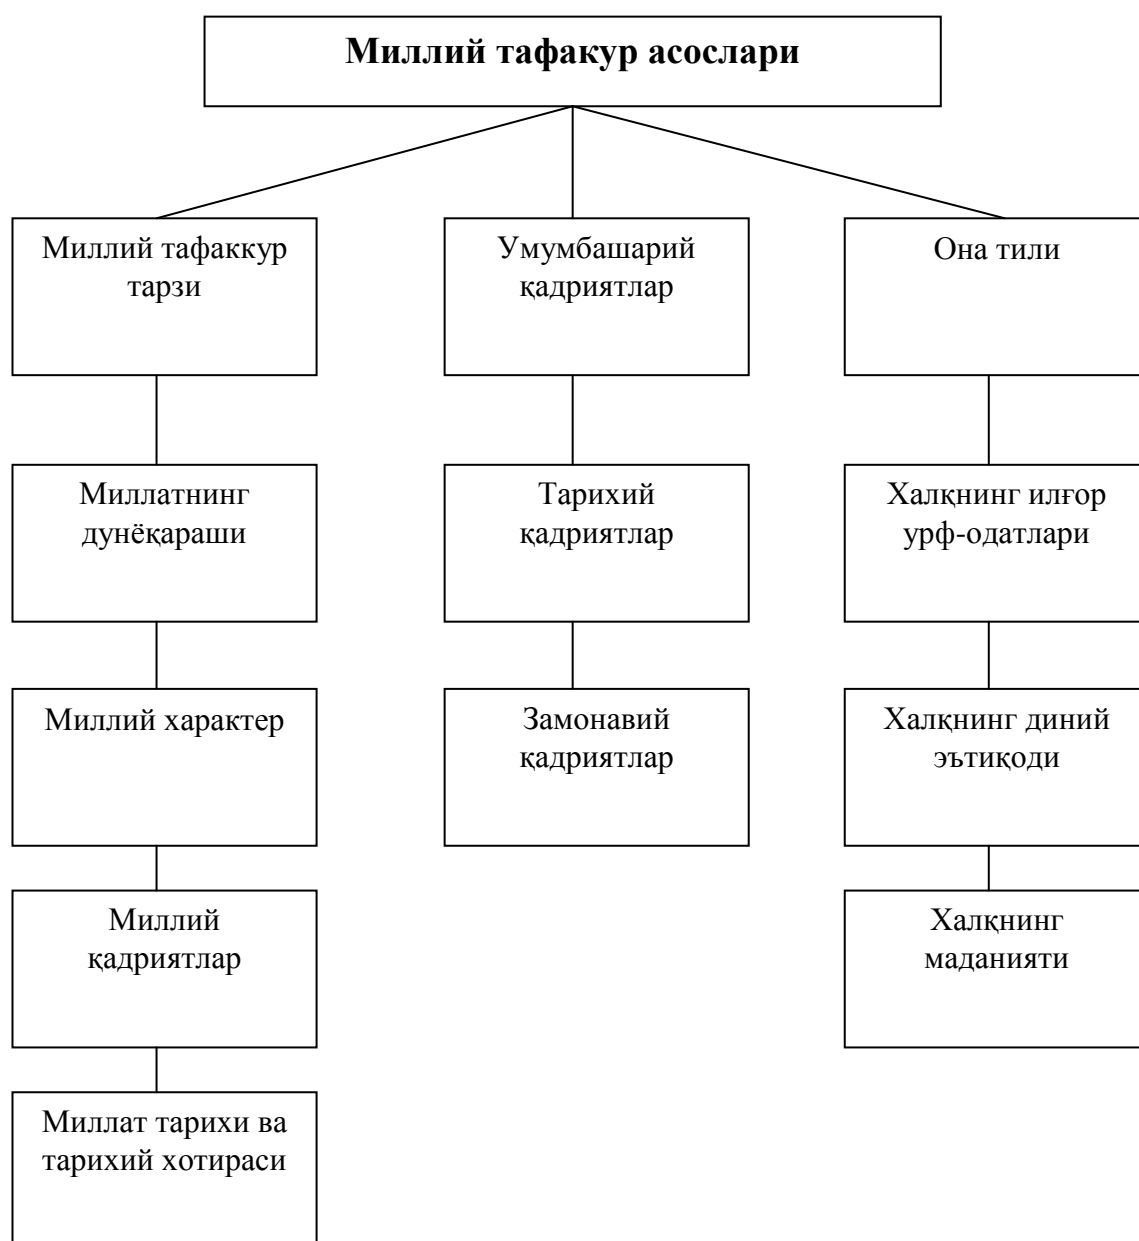 Миллий тафакур асослари
Миллий тафаккур
тарзи
Умумбашарий
қадриятлар
Она тили
Миллатнинг
дунёқараши
Тарихий
қадриятлар
Халқнинг илғор
урф-одатлари
Миллий характер
Замонавий
қадриятлар
Халқнинг диний
эътиқоди
Миллий
қадриятлар
Халқнинг
маданияти
Миллат тарихи ва
тарихий хотираси